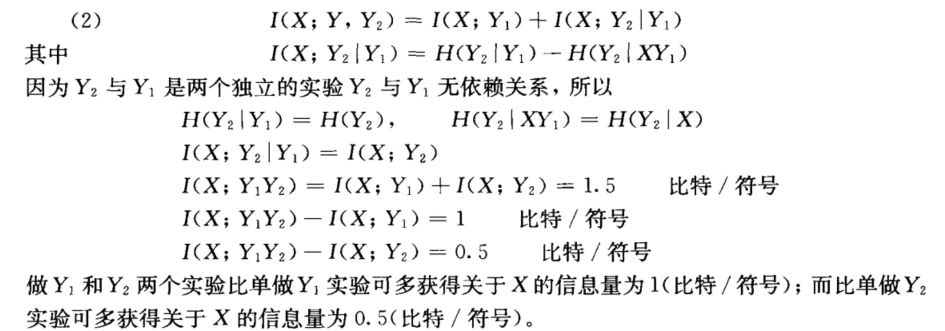 (2) I(X; Y, Y₂) = I(X; Y₁) + I(X; Y₂|Y₁)
其中 I(X; Y₂|Y₁) = H(Y₂|Y₁) − H(Y₂|XY₁)
因为 Y₂ 与 Y₁ 是两个独立的实验 Y₂ 与 Y₁ 无依赖关系，所以
H(Y₂|Y₁) = H(Y₂), H(Y₂|XY₁) = H(Y₂|X)
I(X; Y₂|Y₁) = I(X; Y₂)
I(X; Y₁Y₂) = I(X; Y₁) + I(X; Y₂) = 1.5 比特/符号
I(X; Y₁Y₂) − I(X; Y₁) = 1 比特/符号
I(X; Y₁Y₂) − I(X; Y₂) = 0.5 比特/符号
做 Y₁ 和 Y₂ 两个实验比单做 Y₁ 实验可多获得关于 X 的信息量为 1(比特/符号)；而比单做 Y₂
实验可多获得关于 X 的信息量为 0.5(比特/符号)。